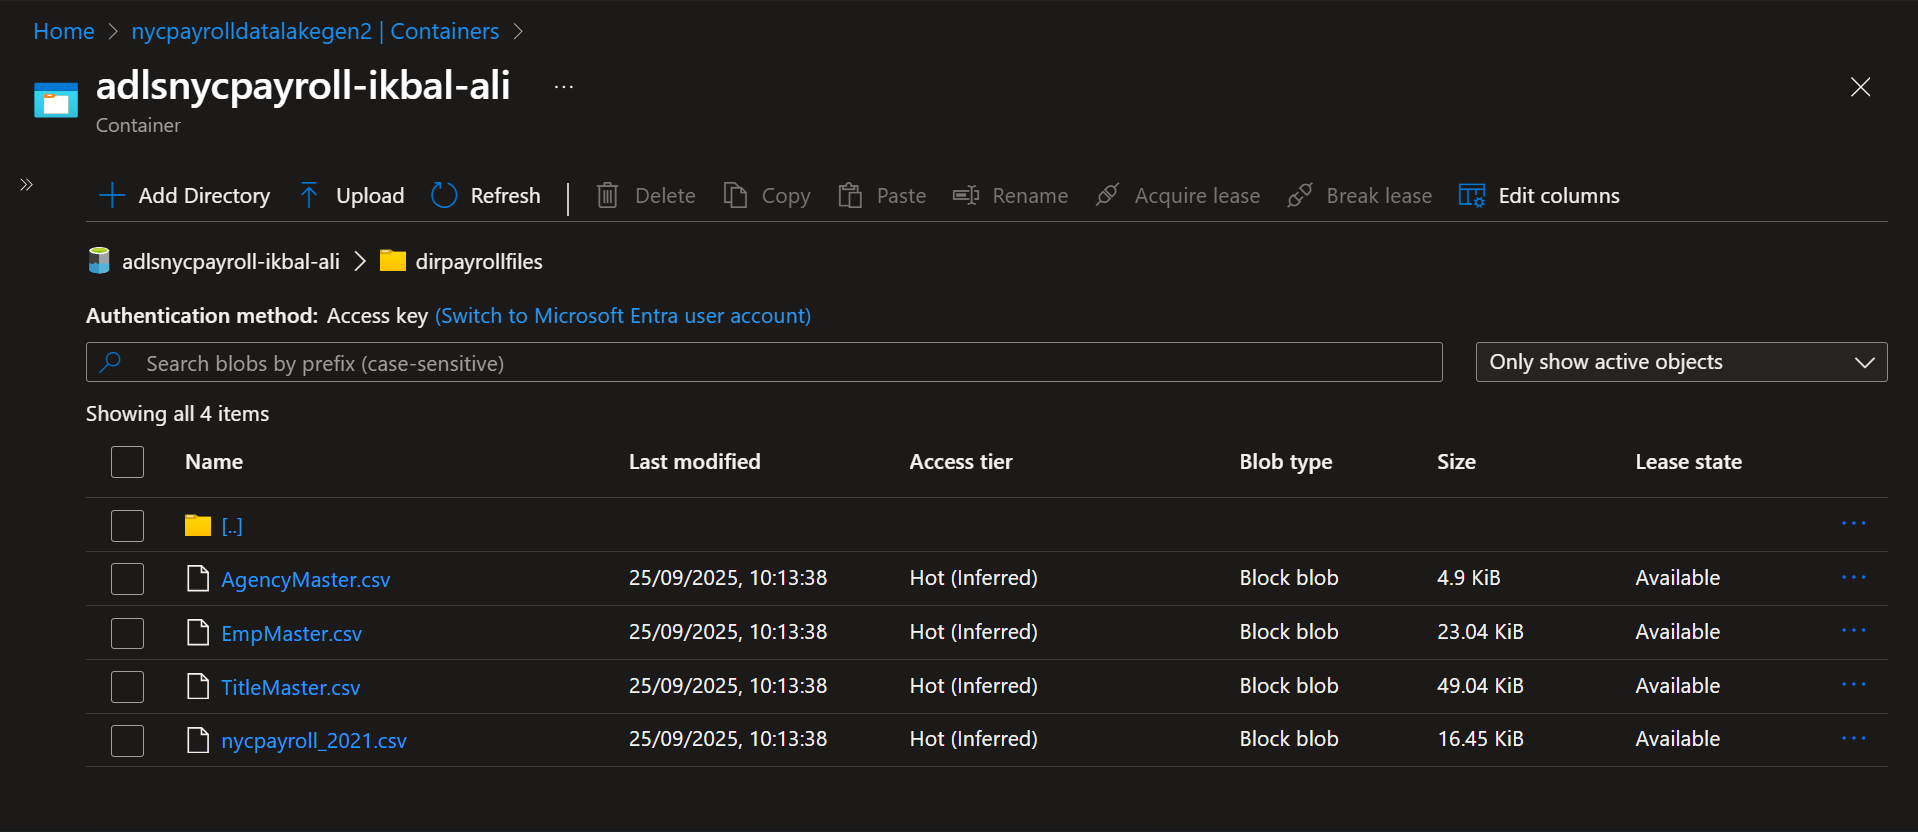 Home > nycpayrolldatalakegen2 | Containers >
adlsnycpayroll-ikbal-ali ...
Container
Add Directory Upload Refresh | Delete Copy Paste Rename Acquire lease Break lease Edit columns
adlsnycpayroll-ikbal-ali > dirpayrollfiles
Authentication method: Access key (Switch to Microsoft Entra user account)
Search blobs by prefix (case-sensitive) Only show active objects
Showing all 4 items
Name Last modified Access tier Blob type Size Lease state
[..] ...
AgencyMaster.csv 25/09/2025, 10:13:38 Hot (Inferred) Block blob 4.9 KiB Available ...
EmpMaster.csv 25/09/2025, 10:13:38 Hot (Inferred) Block blob 23.04 KiB Available ...
TitleMaster.csv 25/09/2025, 10:13:38 Hot (Inferred) Block blob 49.04 KiB Available ...
nycpayroll_2021.csv 25/09/2025, 10:13:38 Hot (Inferred) Block blob 16.45 KiB Available ...